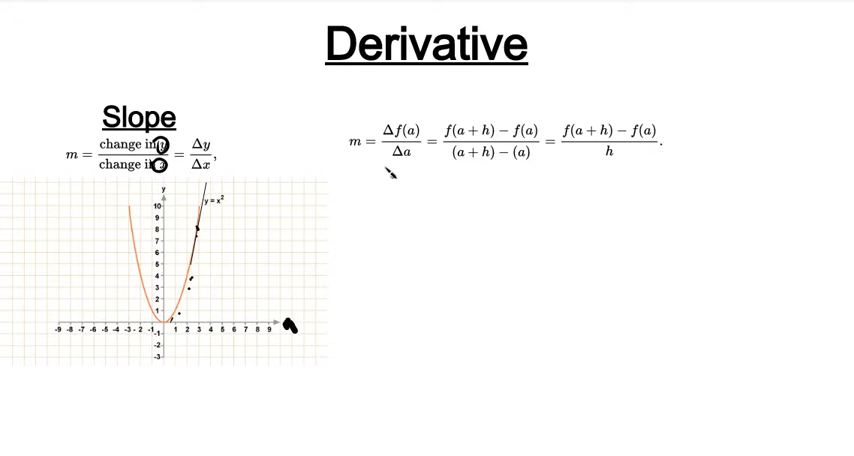 Derivative
Slope
m = change in y / change in x = Δy / Δx,
m = Δf(a) / Δa = f(a + h) − f(a) / (a + h) − (a) = f(a + h) − f(a) / h.
y
y = x²
10
9
8
7
6
5
4
3
2
1
-9 -8 -7 -6 -5 -4 -3 -2 -1 1 2 3 4 5 6 7 8 9
-1
-2
-3